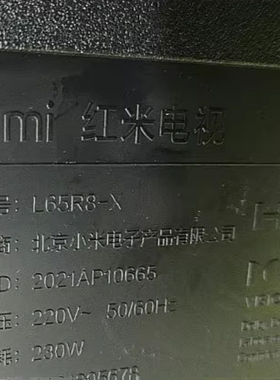 mi 红米电视
号: L65R8-X
商: 北京小米电子产品有限公司
D: 2021AP10665
压: 220V~ 50/60Hz
耗: 230W